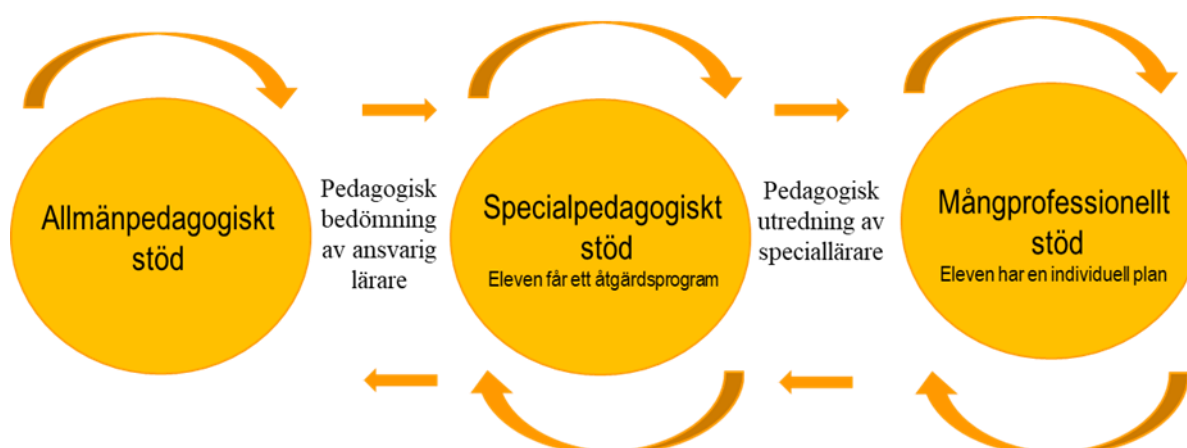 Allmänpedagogiskt
stöd
Pedagogisk
bedömning
av ansvarig
lärare
Specialpedagogiskt
stöd
Eleven får ett åtgärdsprogram
Pedagogisk
utredning av
speciallärare
Mångprofessionellt
stöd
Eleven har en individuell plan